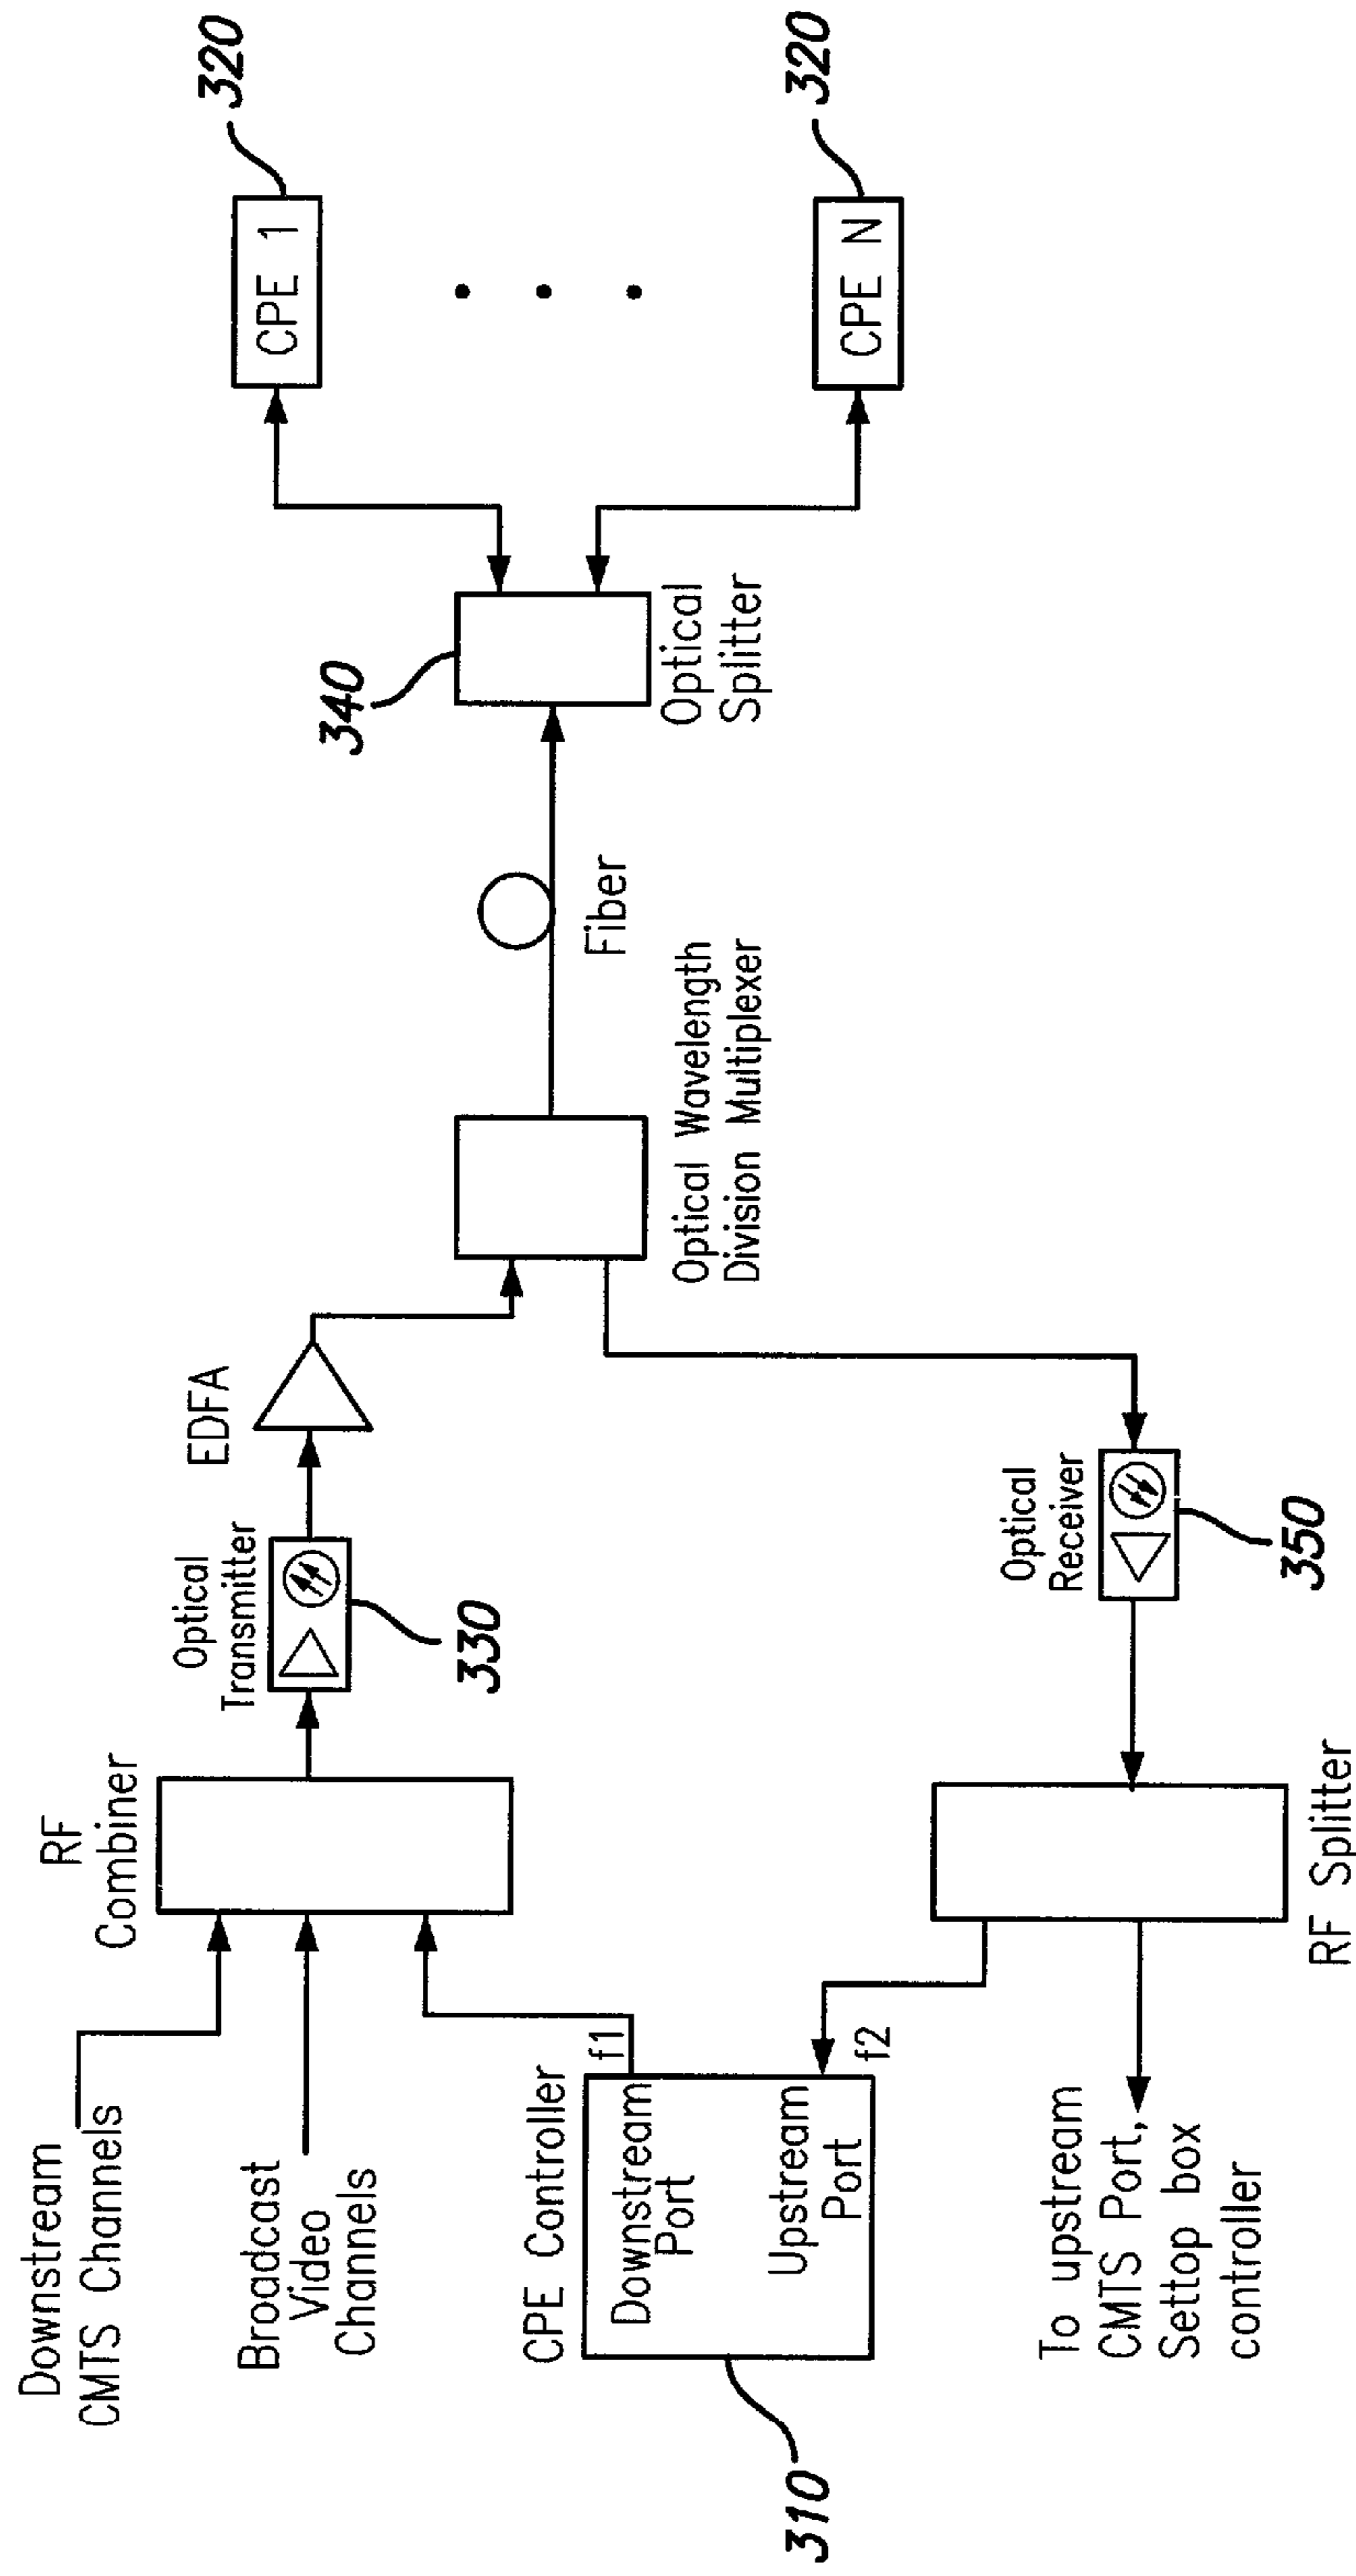 Downstream
CMTS Channels
Broadcast
Video
Channels
CPE Controller
Downstream
Port
Upstream
Port
f1
f2
310
To upstream
CMTS Port,
Settop box
controller
RF
Combiner
RF Splitter
Optical
Transmitter
330
EDFA
Optical
Receiver
350
Optical Wavelength
Division Multiplexer
Fiber
340
Optical
Splitter
CPE 1
320
CPE N
320